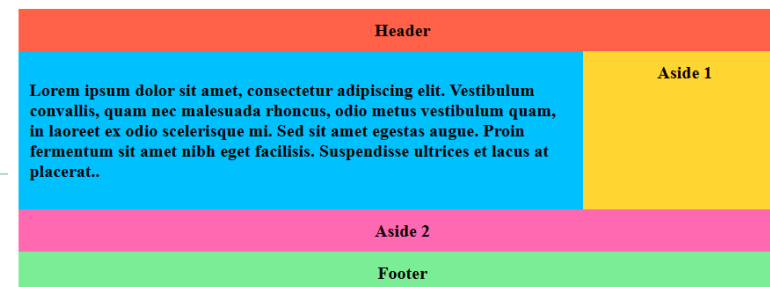 Header
Lorem ipsum dolor sit amet, consectetur adipiscing elit. Vestibulum
convallis, quam nec malesuada rhoncus, odio metus vestibulum quam,
in laoreet ex odio scelerisque mi. Sed sit amet egestas augue. Proin
fermentum sit amet nibh eget facilisis. Suspendisse ultrices et lacus at
placerat..
Aside 1
Aside 2
Footer